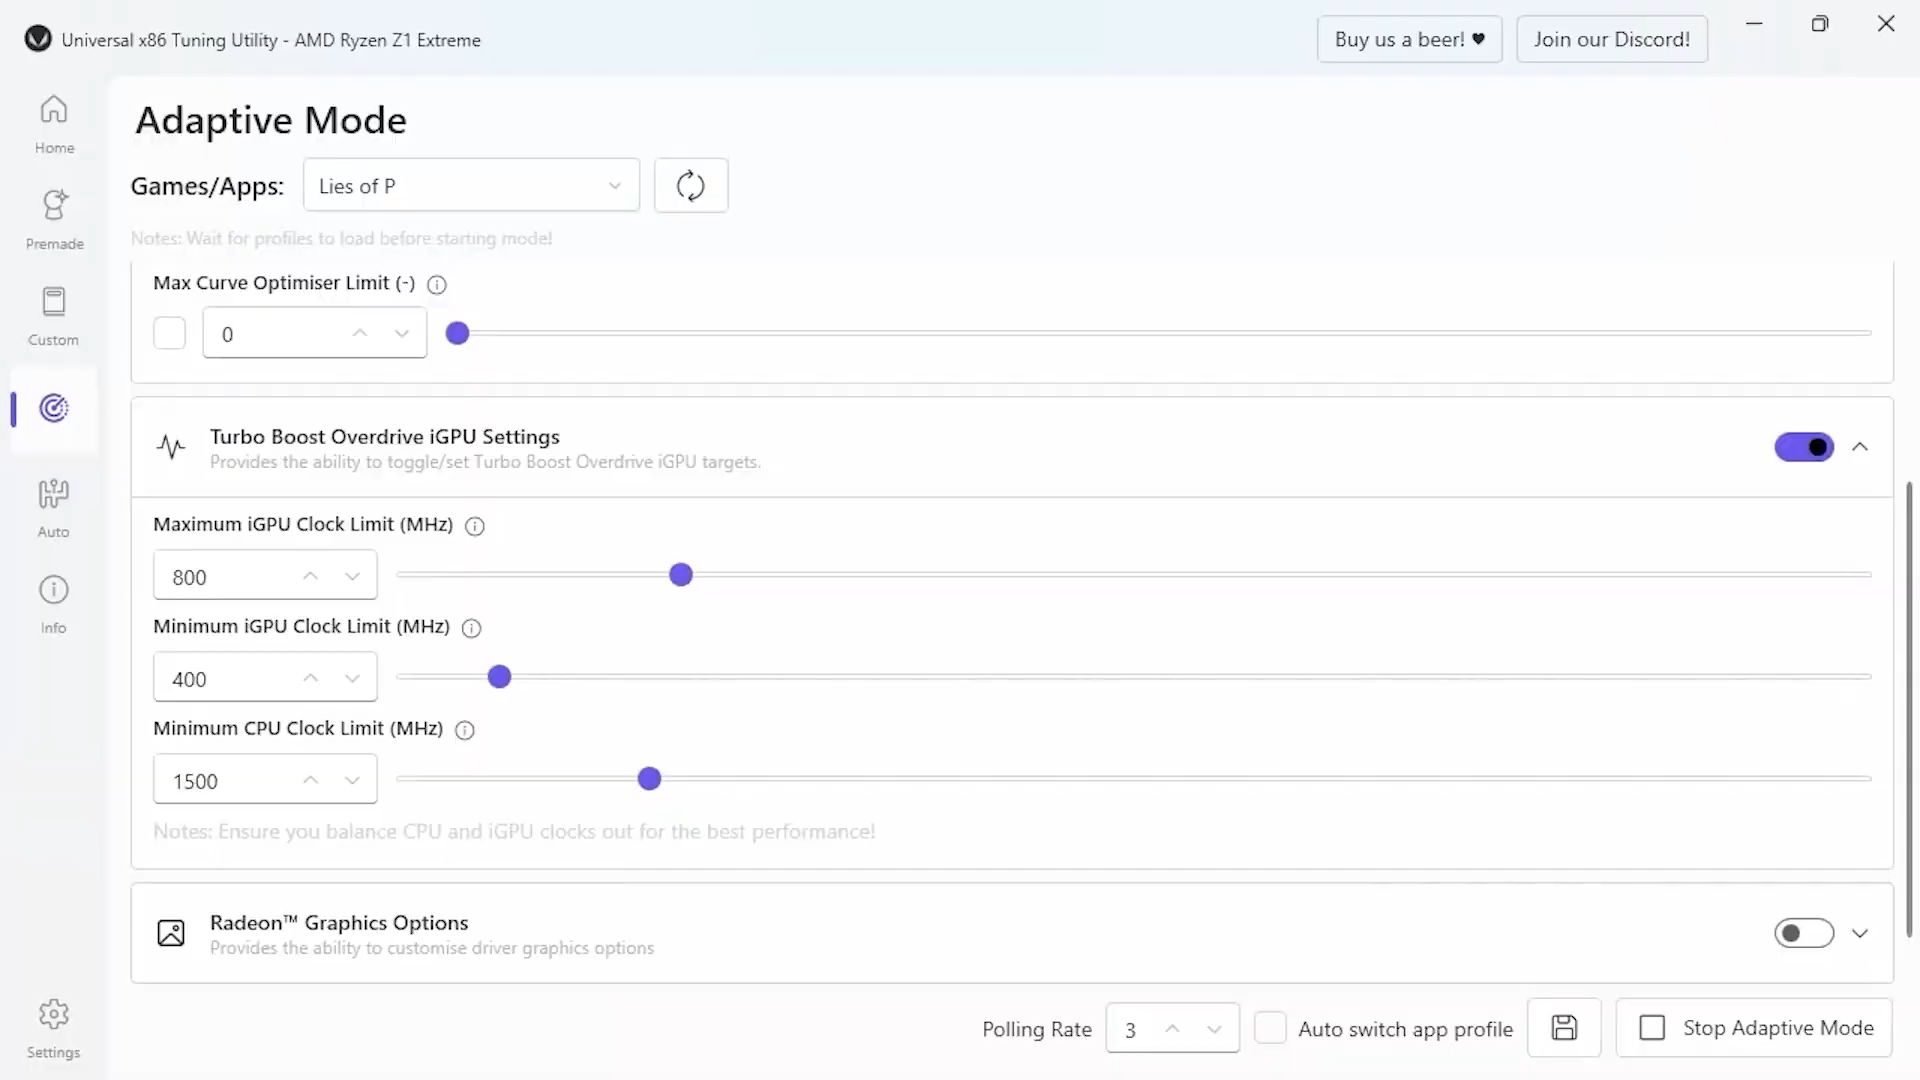 Universal x86 Tuning Utility - AMD Ryzen Z1 Extreme
Buy us a beer! ♥
Join our Discord!
Home
Premade
Custom
Auto
Info
Settings
Adaptive Mode
Games/Apps:
Lies of P
Notes: Wait for profiles to load before starting mode!
Max Curve Optimiser Limit (-)
0
Turbo Boost Overdrive iGPU Settings
Provides the ability to toggle/set Turbo Boost Overdrive iGPU targets.
Maximum iGPU Clock Limit (MHz)
800
Minimum iGPU Clock Limit (MHz)
400
Minimum CPU Clock Limit (MHz)
1500
Notes: Ensure you balance CPU and iGPU clocks out for the best performance!
Radeon™ Graphics Options
Provides the ability to customise driver graphics options
Polling Rate
3
Auto switch app profile
Stop Adaptive Mode